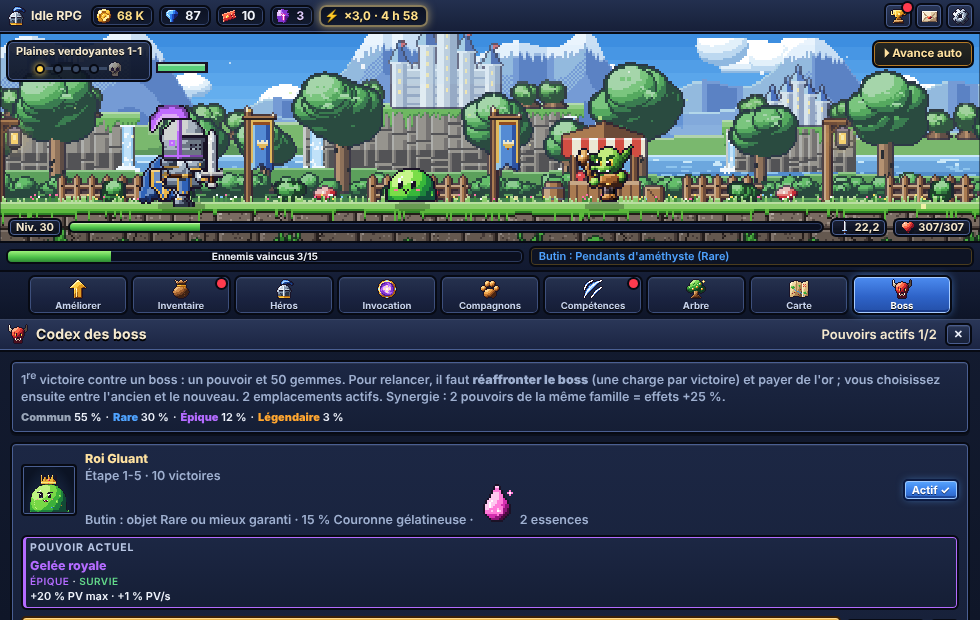 Idle RPG
68 K
87
10
3
×3,0 · 4 h 58
Plaines verdoyantes 1-1
Avance auto
Niv. 30
22,2
307/307
Ennemis vaincus 3/15
Butin : Pendants d'améthyste (Rare)
Améliorer
Inventaire
Héros
Invocation
Compagnons
Compétences
Arbre
Carte
Boss
Codex des boss
Pouvoirs actifs 1/2
1re victoire contre un boss : un pouvoir et 50 gemmes. Pour relancer, il faut réaffronter le boss (une charge par victoire) et payer de l'or ; vous choisissez
ensuite entre l'ancien et le nouveau. 2 emplacements actifs. Synergie : 2 pouvoirs de la même famille = effets +25 %.
Commun 55 % · Rare 30 % · Épique 12 % · Légendaire 3 %
Roi Gluant
Étape 1-5 · 10 victoires
Actif ✓
Butin : objet Rare ou mieux garanti · 15 % Couronne gélatineuse · 2 essences
POUVOIR ACTUEL
Gelée royale
ÉPIQUE · SURVIE
+20 % PV max · +1 % PV/s